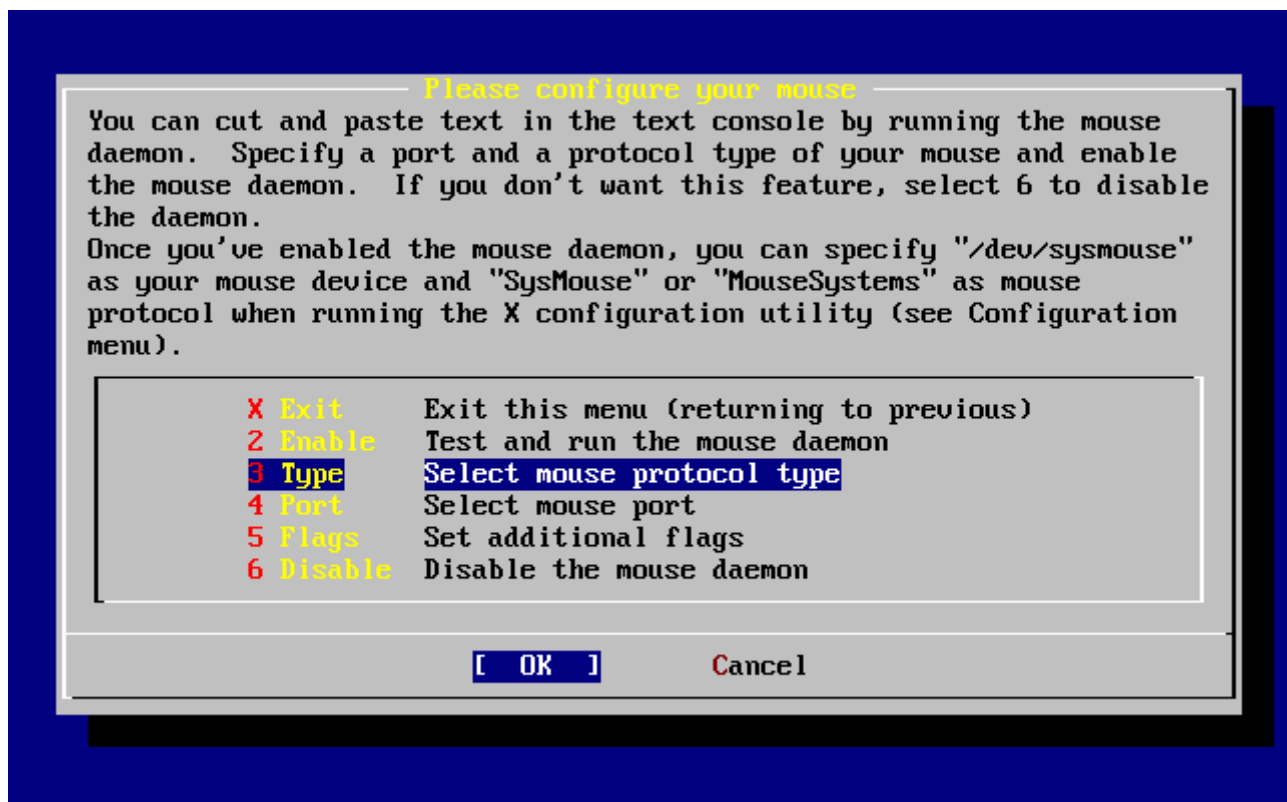 Please configure your mouse
You can cut and paste text in the text console by running the mouse
daemon.  Specify a port and a protocol type of your mouse and enable
the mouse daemon.  If you don't want this feature, select 6 to disable
the daemon.
Once you've enabled the mouse daemon, you can specify "/dev/sysmouse"
as your mouse device and "SysMouse" or "MouseSystems" as mouse
protocol when running the X configuration utility (see Configuration
menu).
X Exit Exit this menu (returning to previous)
2 Enable Test and run the mouse daemon
3 Type Select mouse protocol type
4 Port Select mouse port
5 Flags Set additional flags
6 Disable Disable the mouse daemon
[ OK ] Cancel